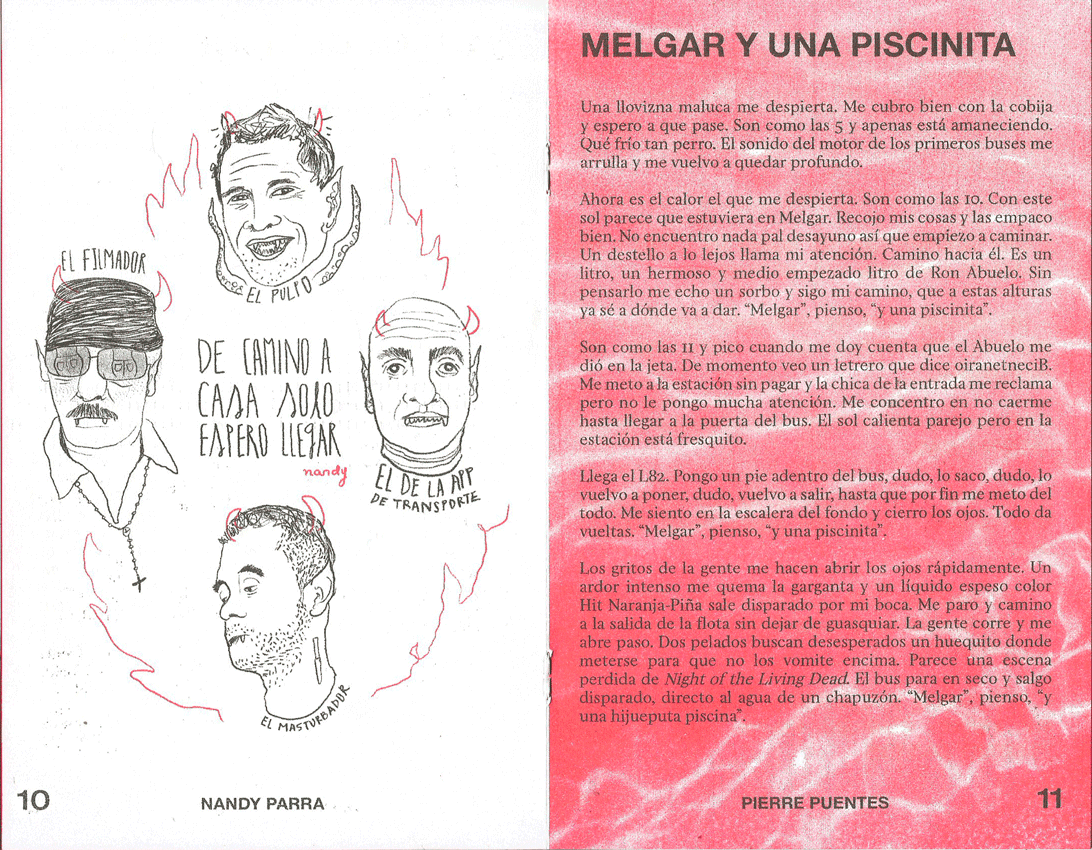 EL PULPO
EL FILMADOR
DE CAMINO A
CASA SOLO
ESPERO LLEGAR
nandy
EL DE LA APP
DE TRANSPORTE
EL MASTURBADOR
10
NANDY PARRA
MELGAR Y UNA PISCINITA
Una llovizna maluca me despierta. Me cubro bien con la cobija
y espero a que pase. Son como las 5 y apenas está amaneciendo.
Qué frío tan perro. El sonido del motor de los primeros buses me
arrulla y me vuelvo a quedar profundo.
Ahora es el calor el que me despierta. Son como las 10. Con este
sol parece que estuviera en Melgar. Recojo mis cosas y las empaco
bien. No encuentro nada pal desayuno así que empiezo a caminar.
Un destello a lo lejos llama mi atención. Camino hacia él. Es un
litro, un hermoso y medio empezado litro de Ron Abuelo. Sin
pensarlo me echo un sorbo y sigo mi camino, que a estas alturas
ya sé a dónde va a dar. “Melgar”, pienso, “y una piscinita”.
Son como las 11 y pico cuando me doy cuenta que el Abuelo me
dió en la jeta. De momento veo un letrero que dice oiranetneciB.
Me meto a la estación sin pagar y la chica de la entrada me reclama
pero no le pongo mucha atención. Me concentro en no caerme
hasta llegar a la puerta del bus. El sol calienta parejo pero en la
estación está fresquito.
Llega el L82. Pongo un pie adentro del bus, dudo, lo saco, dudo, lo
vuelvo a poner, dudo, vuelvo a salir, hasta que por fin me meto del
todo. Me siento en la escalera del fondo y cierro los ojos. Todo da
vueltas. “Melgar”, pienso, “y una piscinita”.
Los gritos de la gente me hacen abrir los ojos rápidamente. Un
ardor intenso me quema la garganta y un líquido espeso color
Hit Naranja-Piña sale disparado por mi boca. Me paro y camino
a la salida de la flota sin dejar de guasquiar. La gente corre y me
abre paso. Dos pelados buscan desesperados un huequito donde
meterse para que no los vomite encima. Parece una escena
perdida de Night of the Living Dead. El bus para en seco y salgo
disparado, directo al agua de un chapuzón. “Melgar”, pienso, “y
una hijueputa piscina”.
PIERRE PUENTES
11